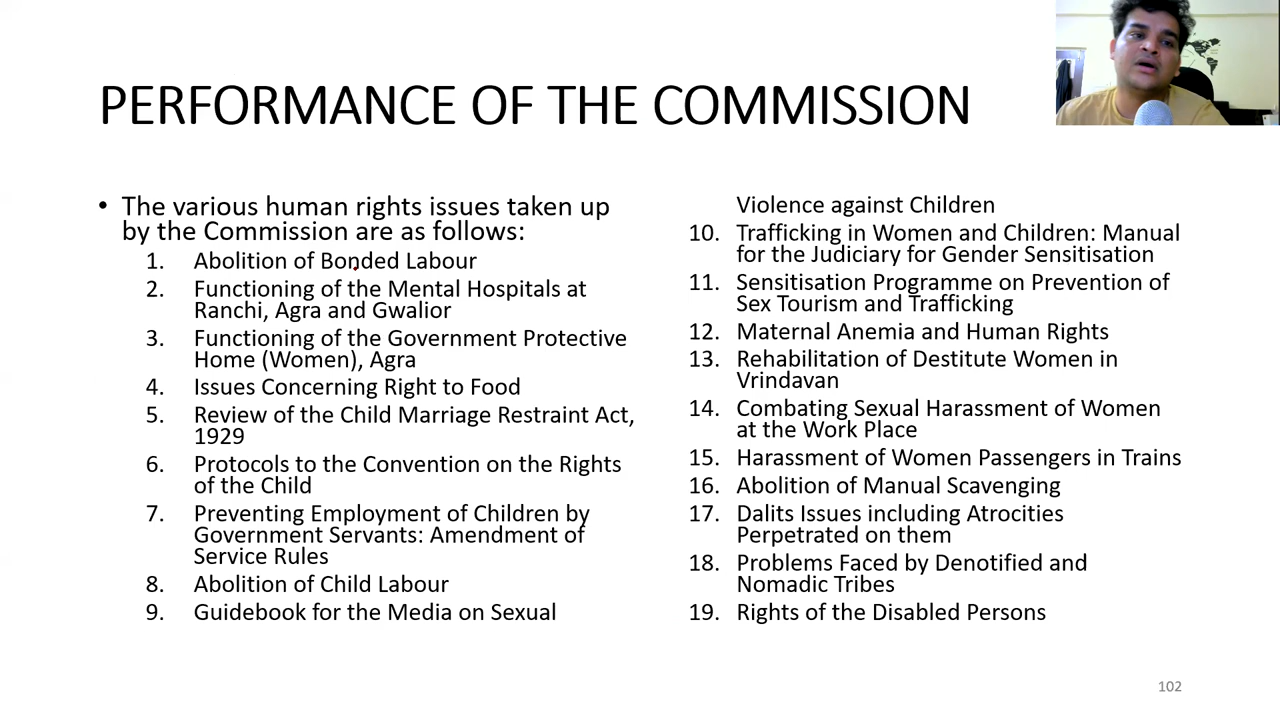 PERFORMANCE OF THE COMMISSION
• The various human rights issues taken up
by the Commission are as follows:
1. Abolition of Bonded Labour
2. Functioning of the Mental Hospitals at
Ranchi, Agra and Gwalior
3. Functioning of the Government Protective
Home (Women), Agra
4. Issues Concerning Right to Food
5. Review of the Child Marriage Restraint Act,
1929
6. Protocols to the Convention on the Rights
of the Child
7. Preventing Employment of Children by
Government Servants: Amendment of
Service Rules
8. Abolition of Child Labour
9. Guidebook for the Media on Sexual
Violence against Children
10. Trafficking in Women and Children: Manual
for the Judiciary for Gender Sensitisation
11. Sensitisation Programme on Prevention of
Sex Tourism and Trafficking
12. Maternal Anemia and Human Rights
13. Rehabilitation of Destitute Women in
Vrindavan
14. Combating Sexual Harassment of Women
at the Work Place
15. Harassment of Women Passengers in Trains
16. Abolition of Manual Scavenging
17. Dalits Issues including Atrocities
Perpetrated on them
18. Problems Faced by Denotified and
Nomadic Tribes
19. Rights of the Disabled Persons
102